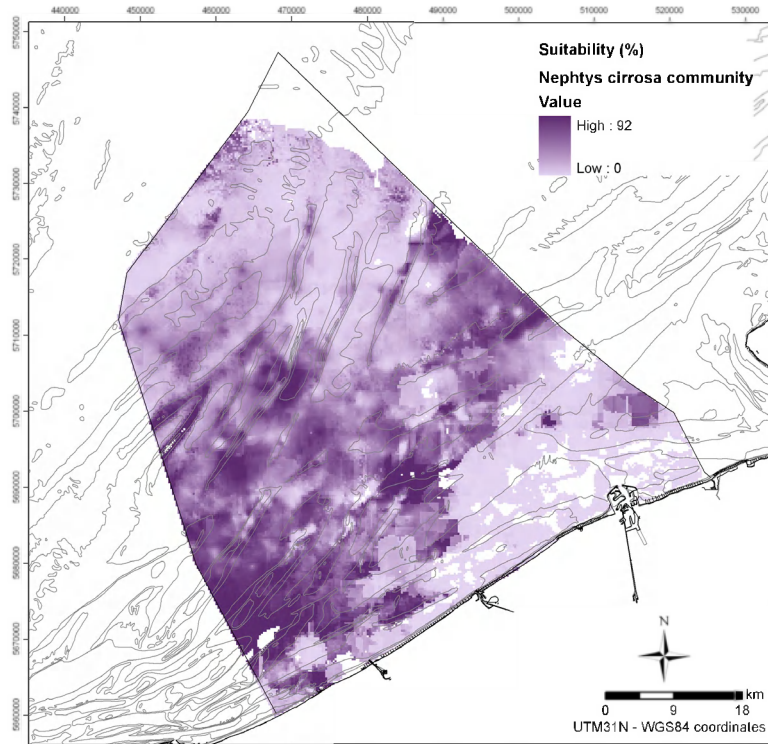 440000 450000 460000 470000 480000 490000 500000 510000 520000 530000
5750000
5740000
5730000
5720000
5710000
5700000
5690000
5680000
5670000
5660000
Suitability (%)
Nephtys cirrosa community
Value
High : 92
Low : 0
N
km
0 9 18
UTM31N - WGS84 coordinates